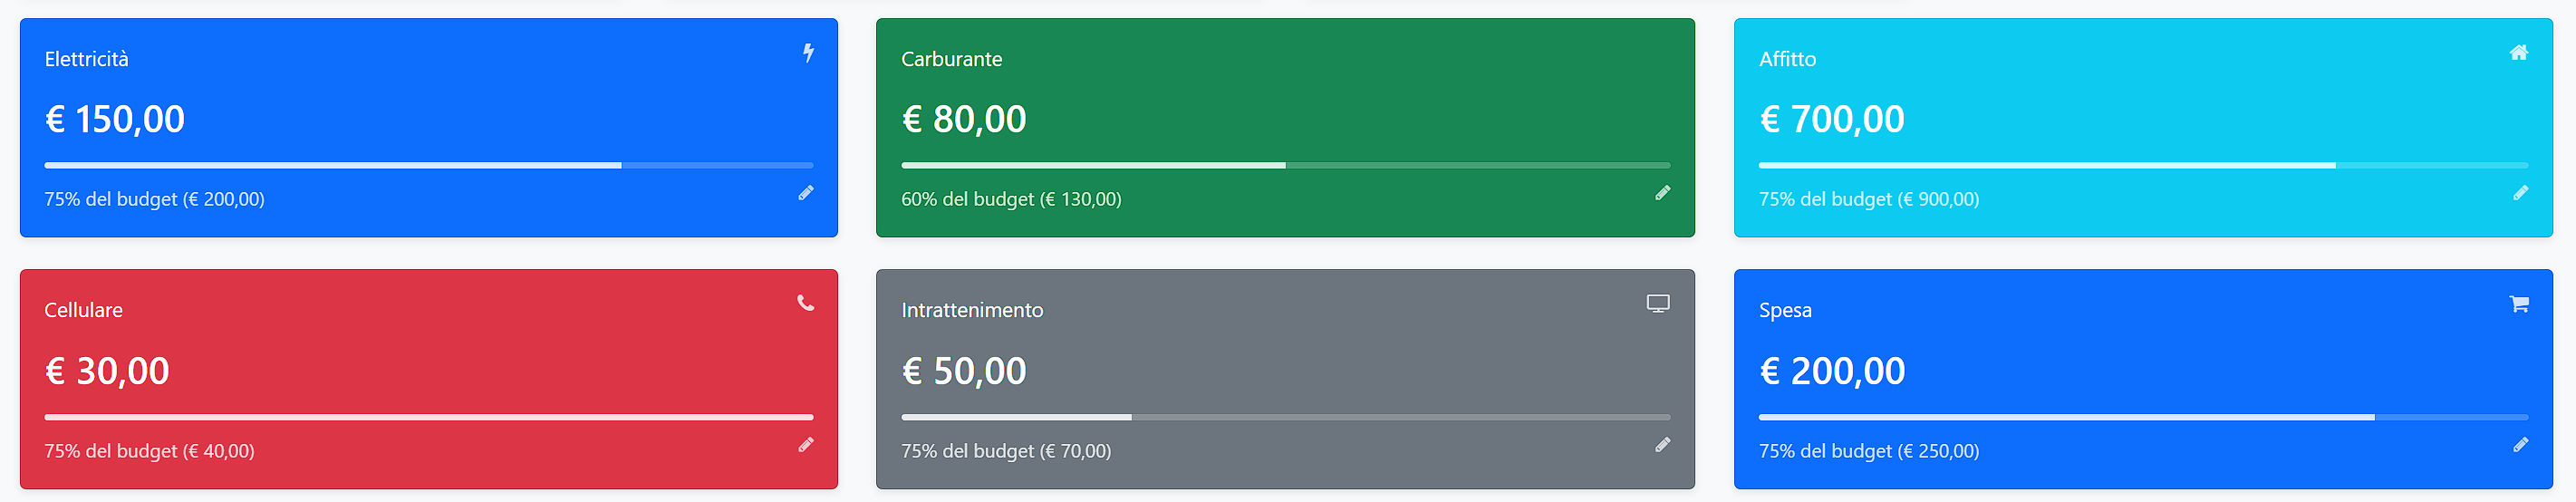 Elettricità
€ 150,00
75% del budget (€ 200,00)
Carburante
€ 80,00
60% del budget (€ 130,00)
Affitto
€ 700,00
75% del budget (€ 900,00)
Cellulare
€ 30,00
75% del budget (€ 40,00)
Intrattenimento
€ 50,00
75% del budget (€ 70,00)
Spesa
€ 200,00
75% del budget (€ 250,00)